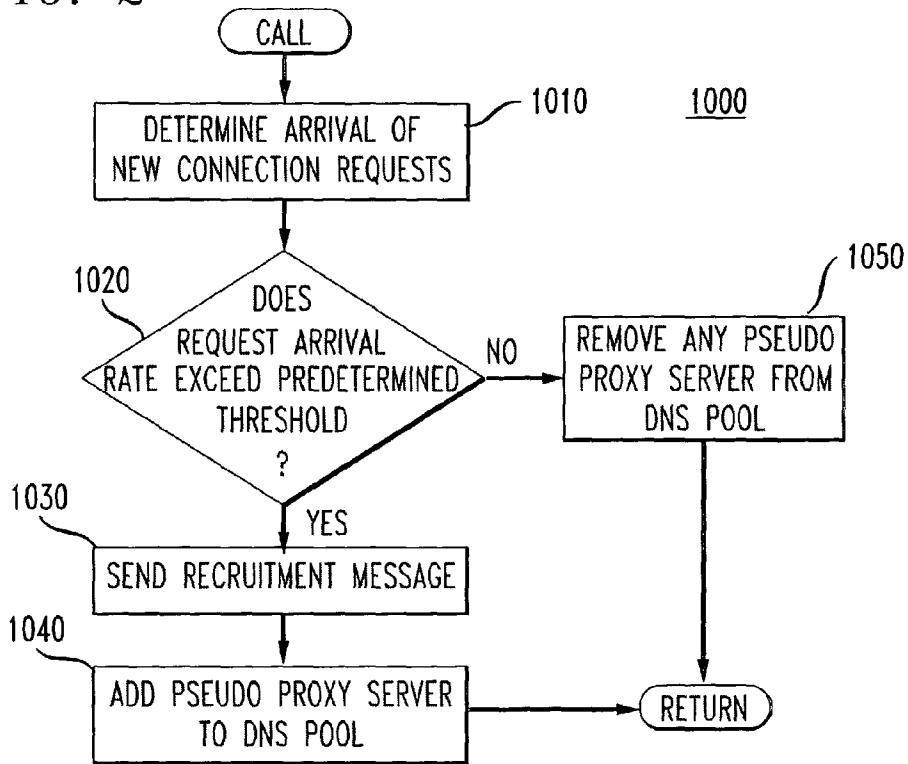 CALL
1010
1000
DETERMINE ARRIVAL OF
NEW CONNECTION REQUESTS
1020
DOES
REQUEST ARRIVAL
RATE EXCEED PREDETERMINED
THRESHOLD
?
NO
1050
REMOVE ANY PSEUDO
PROXY SERVER FROM
DNS POOL
YES
1030
SEND RECRUITMENT MESSAGE
1040
ADD PSEUDO PROXY SERVER
TO DNS POOL
RETURN